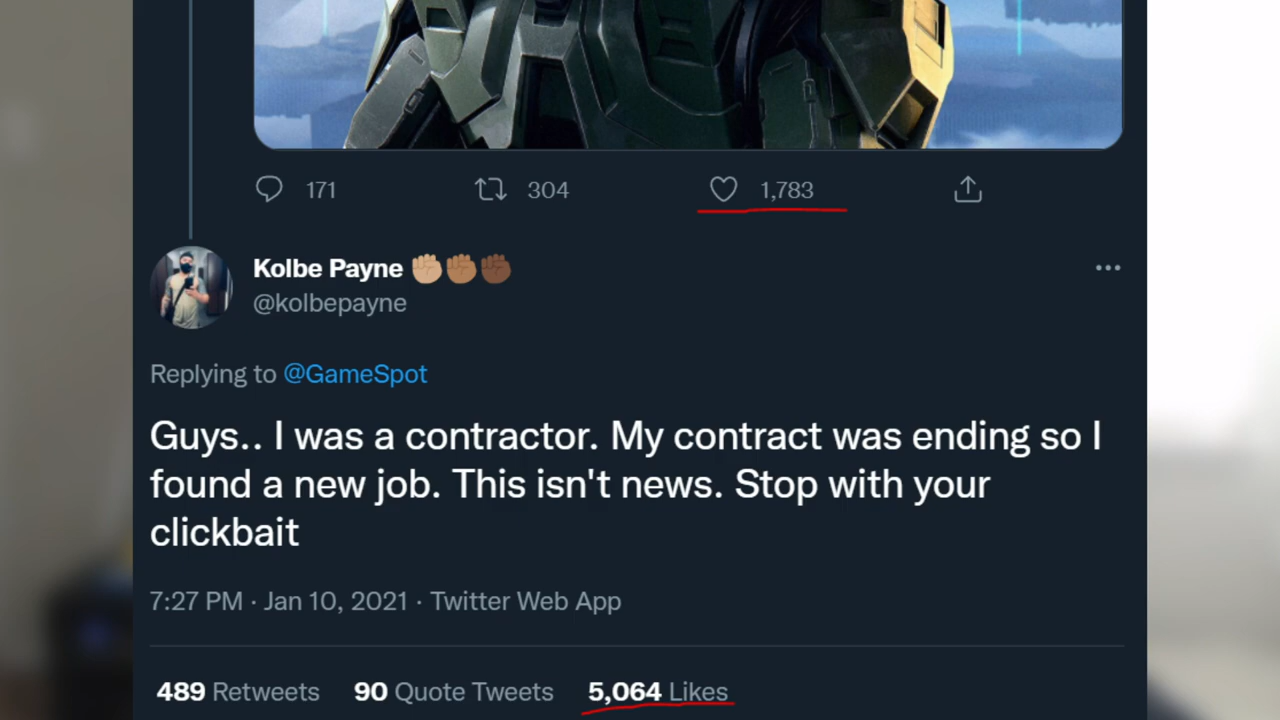 171 304 1,783
Kolbe Payne ✊🏼✊🏽✊🏾
@kolbepayne
Replying to @GameSpot
Guys.. I was a contractor. My contract was ending so I
found a new job. This isn't news. Stop with your
clickbait
7:27 PM · Jan 10, 2021 · Twitter Web App
489 Retweets 90 Quote Tweets 5,064 Likes